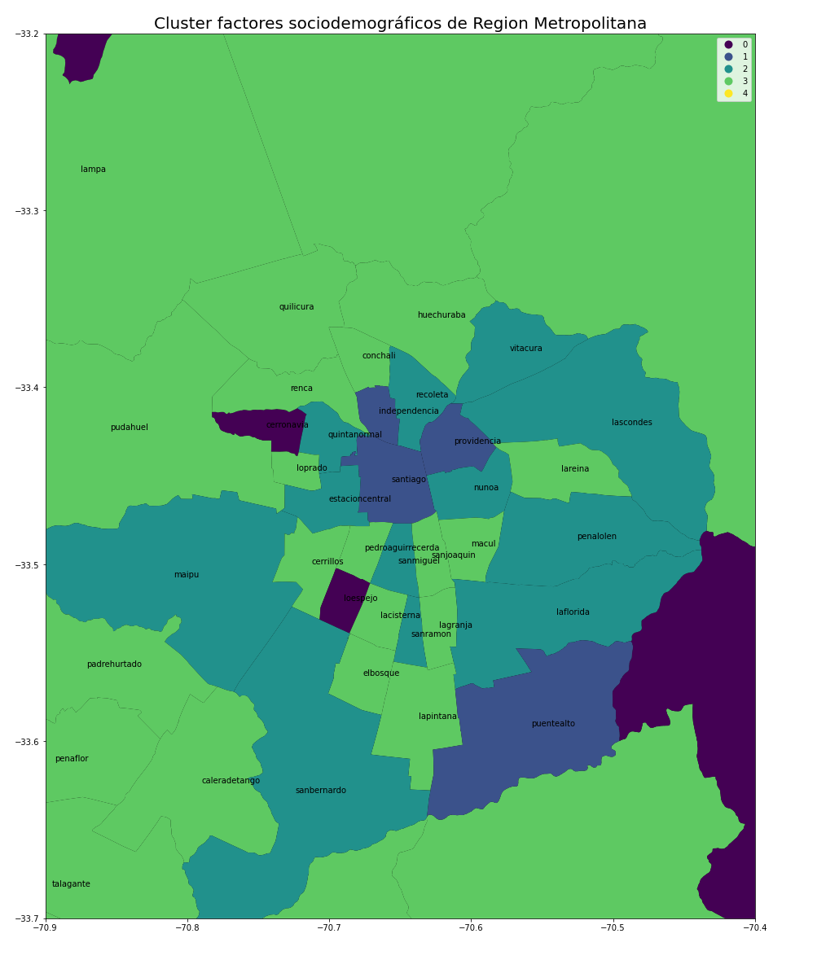 Cluster factores sociodemográficos de Region Metropolitana
−33.2
0
1
2
3
4
lampa
−33.3
quilicura
huechuraba
vitacura
conchali
−33.4
renca
recoleta
independencia
lascondes
cerronavia
pudahuel
quintanormal
providencia
loprado
lareina
santiago
nunoa
estacioncentral
penalolen
macul
pedroaguirrecerda
sanjoaquin
−33.5
cerrillos
sanmiguel
maipu
loespejo
laflorida
lacisterna
lagranja
sanramon
padrehurtado
elbosque
lapintana
puentealto
−33.6
penaflor
caleradetango
sanbernardo
talagante
−33.7
−70.9
−70.8
−70.7
−70.6
−70.5
−70.4